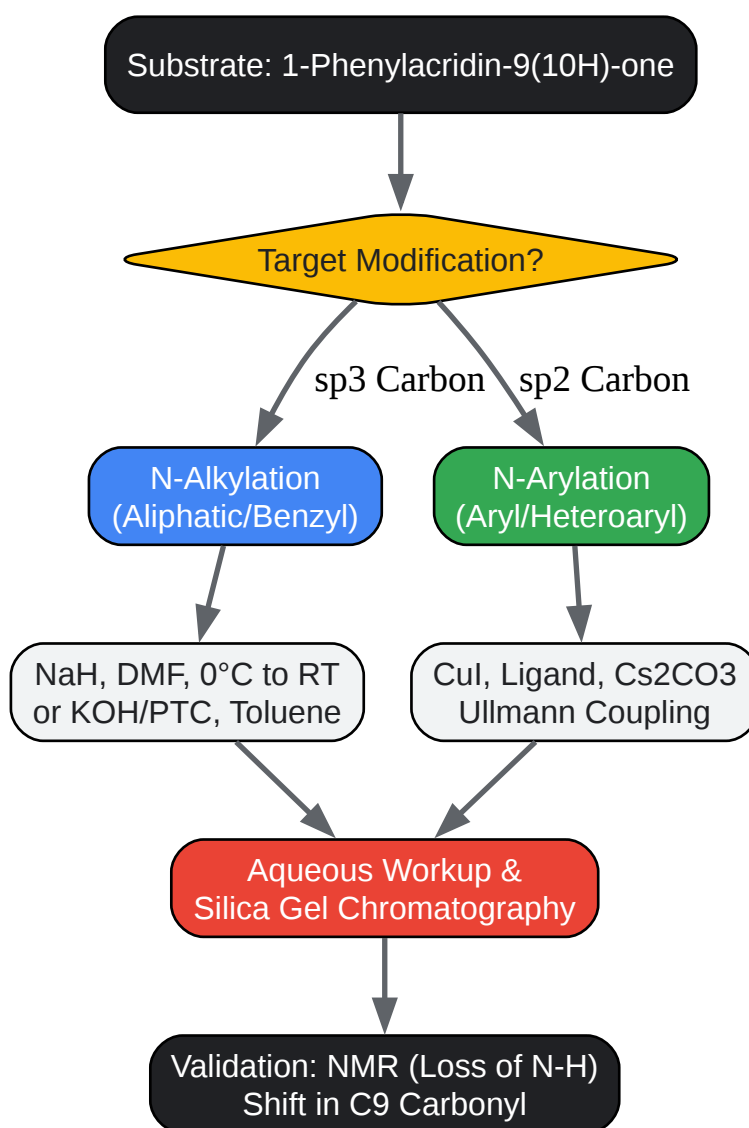 Substrate: 1-Phenylacridin-9(10H)-one
Target Modification?
sp3 Carbon
sp2 Carbon
N-Alkylation
(Aliphatic/Benzyl)
N-Arylation
(Aryl/Heteroaryl)
NaH, DMF, 0°C to RT
or KOH/PTC, Toluene
CuI, Ligand, Cs2CO3
Ullmann Coupling
Aqueous Workup &
Silica Gel Chromatography
Validation: NMR (Loss of N-H)
Shift in C9 Carbonyl